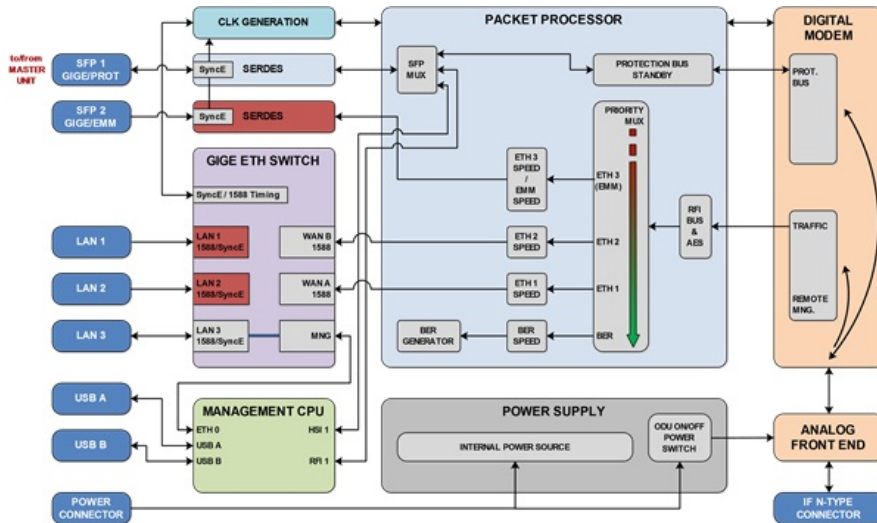 CLK GENERATION
PACKET PROCESSOR
DIGITAL
MODEM
to/from
MASTER
UNIT
SFP 1
GIGE/PROT
SyncE
SERDES
SFP
MUX
PROTECTION BUS
STANDBY
PROT.
BUS
SFP 2
GIGE/EMM
SyncE
SERDES
PRIORITY
MUX
GIGE ETH SWITCH
ETH 3
SPEED
/
EMM
SPEED
ETH 3
(EMM)
SyncE / 1588 Timing
RFI
BUS
&
AES
TRAFFIC
LAN 1
LAN 1
1588/SyncE
WAN B
1588
ETH 2
SPEED
ETH 2
LAN 2
LAN 2
1588/SyncE
WAN A
1588
ETH 1
SPEED
ETH 1
REMOTE
MNG.
LAN 3
LAN 3
1588/SyncE
MNG
BER
GENERATOR
BER
SPEED
BER
USB A
MANAGEMENT CPU
POWER SUPPLY
ETH 0
HSI 1
USB A
USB B
USB B
RFI 1
INTERNAL POWER SOURCE
ODU ON/OFF
POWER
SWITCH
ANALOG
FRONT END
POWER
CONNECTOR
IF N-TYPE
CONNECTOR